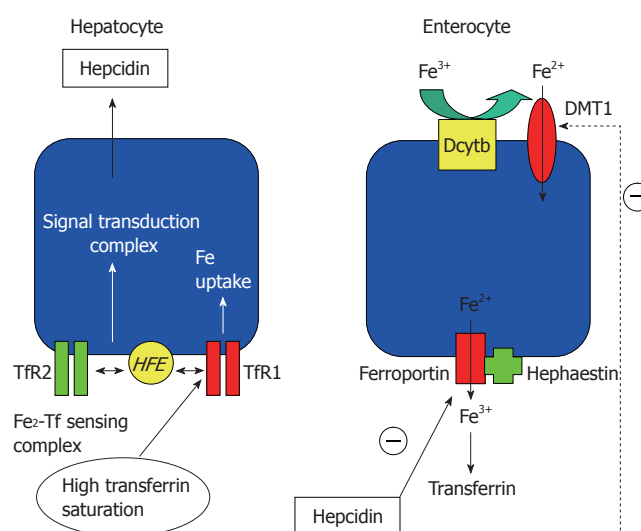 Hepatocyte
Hepcidin
Signal transduction
complex
Fe
uptake
TfR2
HFE
TfR1
Fe₂-Tf sensing
complex
High transferrin
saturation
Enterocyte
Fe³⁺
Fe²⁺
DMT1
Dcytb
−
Fe²⁺
Ferroportin
Hephaestin
−
Fe³⁺
Transferrin
Hepcidin